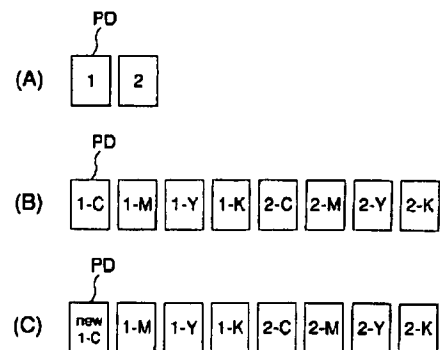 PD
(A) 1 2
PD
(B) 1-C 1-M 1-Y 1-K 2-C 2-M 2-Y 2-K
PD
(C) new 1-C 1-M 1-Y 1-K 2-C 2-M 2-Y 2-K